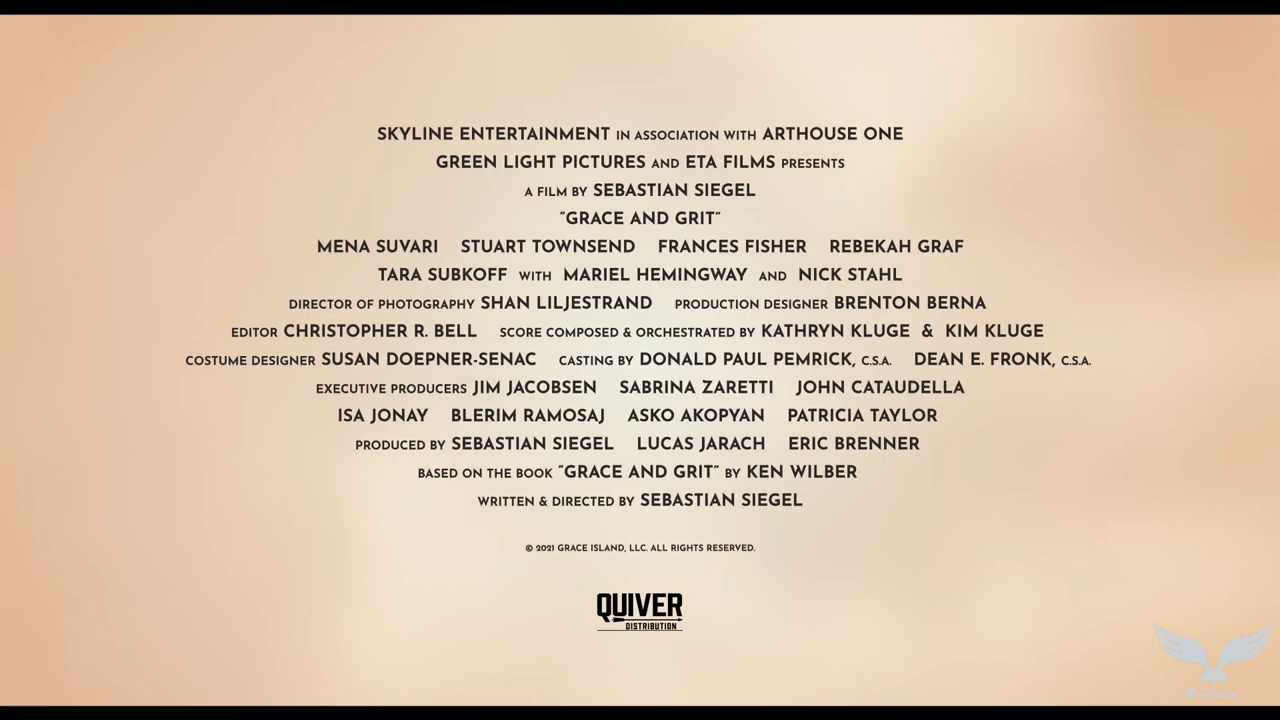 SKYLINE ENTERTAINMENT IN ASSOCIATION WITH ARTHOUSE ONE
GREEN LIGHT PICTURES AND ETA FILMS PRESENTS
A FILM BY SEBASTIAN SIEGEL
"GRACE AND GRIT"
MENA SUVARI STUART TOWNSEND FRANCES FISHER REBEKAH GRAF
TARA SUBKOFF WITH MARIEL HEMINGWAY AND NICK STAHL
DIRECTOR OF PHOTOGRAPHY SHAN LILJESTRAND PRODUCTION DESIGNER BRENTON BERNA
EDITOR CHRISTOPHER R. BELL SCORE COMPOSED & ORCHESTRATED BY KATHRYN KLUGE & KIM KLUGE
COSTUME DESIGNER SUSAN DOEPNER-SENAC CASTING BY DONALD PAUL PEMRICK, C.S.A. DEAN E. FRONK, C.S.A.
EXECUTIVE PRODUCERS JIM JACOBSEN SABRINA ZARETTI JOHN CATAUDELLA
ISA JONAY BLERIM RAMOSAJ ASKO AKOPYAN PATRICIA TAYLOR
PRODUCED BY SEBASTIAN SIEGEL LUCAS JARACH ERIC BRENNER
BASED ON THE BOOK "GRACE AND GRIT" BY KEN WILBER
WRITTEN & DIRECTED BY SEBASTIAN SIEGEL
© 2021 GRACE ISLAND, LLC. ALL RIGHTS RESERVED.
QUIVER
DISTRIBUTION